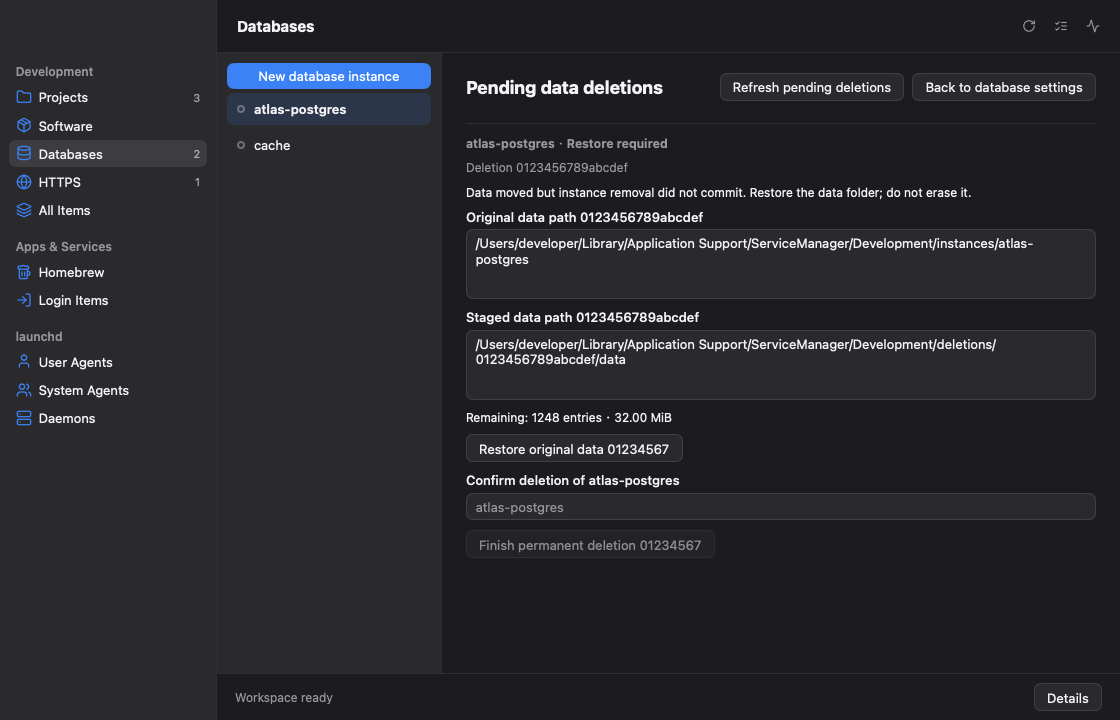 Databases
Development
Projects 3
Software
Databases 2
HTTPS 1
All Items
Apps & Services
Homebrew
Login Items
launchd
User Agents
System Agents
Daemons
New database instance
atlas-postgres
cache
Pending data deletions
Refresh pending deletions
Back to database settings
atlas-postgres · Restore required
Deletion 0123456789abcdef
Data moved but instance removal did not commit. Restore the data folder; do not erase it.
Original data path 0123456789abcdef
/Users/developer/Library/Application Support/ServiceManager/Development/instances/atlas-
postgres
Staged data path 0123456789abcdef
/Users/developer/Library/Application Support/ServiceManager/Development/deletions/
0123456789abcdef/data
Remaining: 1248 entries · 32.00 MiB
Restore original data 01234567
Confirm deletion of atlas-postgres
atlas-postgres
Finish permanent deletion 01234567
Workspace ready
Details